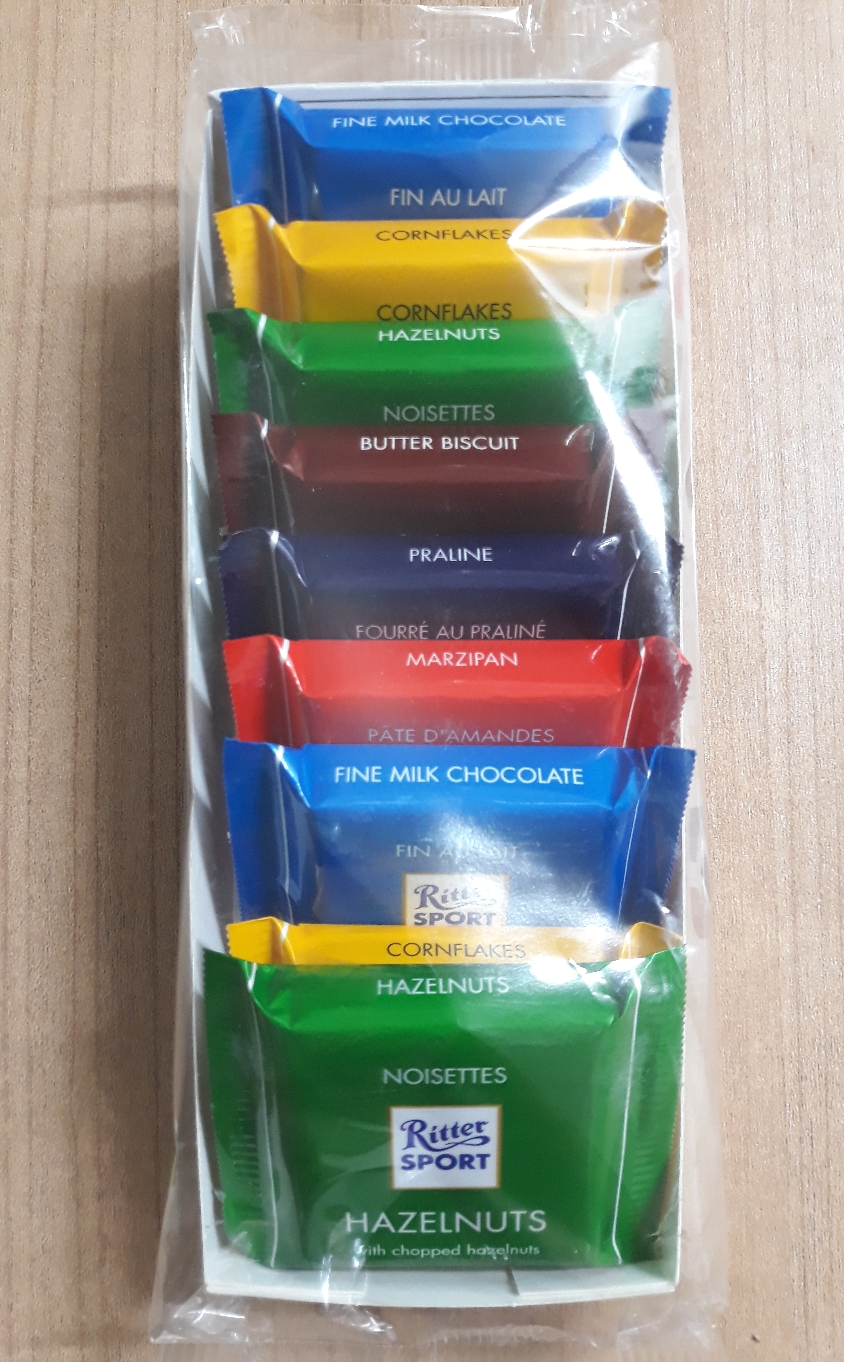 FINE MILK CHOCOLATE
FIN AU LAIT
CORNFLAKES
CORNFLAKES
HAZELNUTS
NOISETTES
BUTTER BISCUIT
PRALINE
FOURRÉ AU PRALINÉ
MARZIPAN
PÂTE D'AMANDES
FINE MILK CHOCOLATE
FIN AU LAIT
Ritter
SPORT
CORNFLAKES
HAZELNUTS
NOISETTES
Ritter
SPORT
HAZELNUTS
with chopped hazelnuts